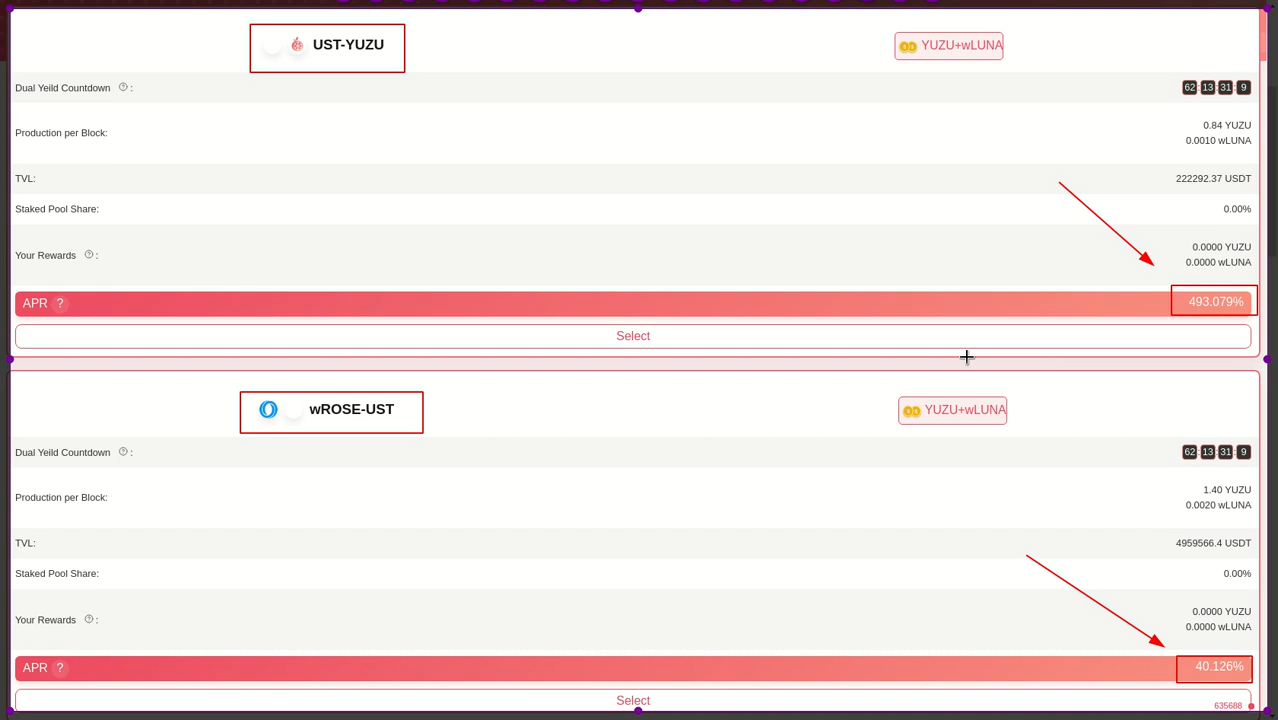 UST-YUZU
YUZU+wLUNA
Dual Yeild Countdown ? :
62 : 13 : 31 : 9
Production per Block:
0.84 YUZU
0.0010 wLUNA
TVL:
222292.37 USDT
Staked Pool Share:
0.00%
Your Rewards ? :
0.0000 YUZU
0.0000 wLUNA
APR ?
493.079%
Select
wROSE-UST
YUZU+wLUNA
Dual Yeild Countdown ? :
62 : 13 : 31 : 9
Production per Block:
1.40 YUZU
0.0020 wLUNA
TVL:
4959566.4 USDT
Staked Pool Share:
0.00%
Your Rewards ? :
0.0000 YUZU
0.0000 wLUNA
APR ?
40.126%
Select
635688